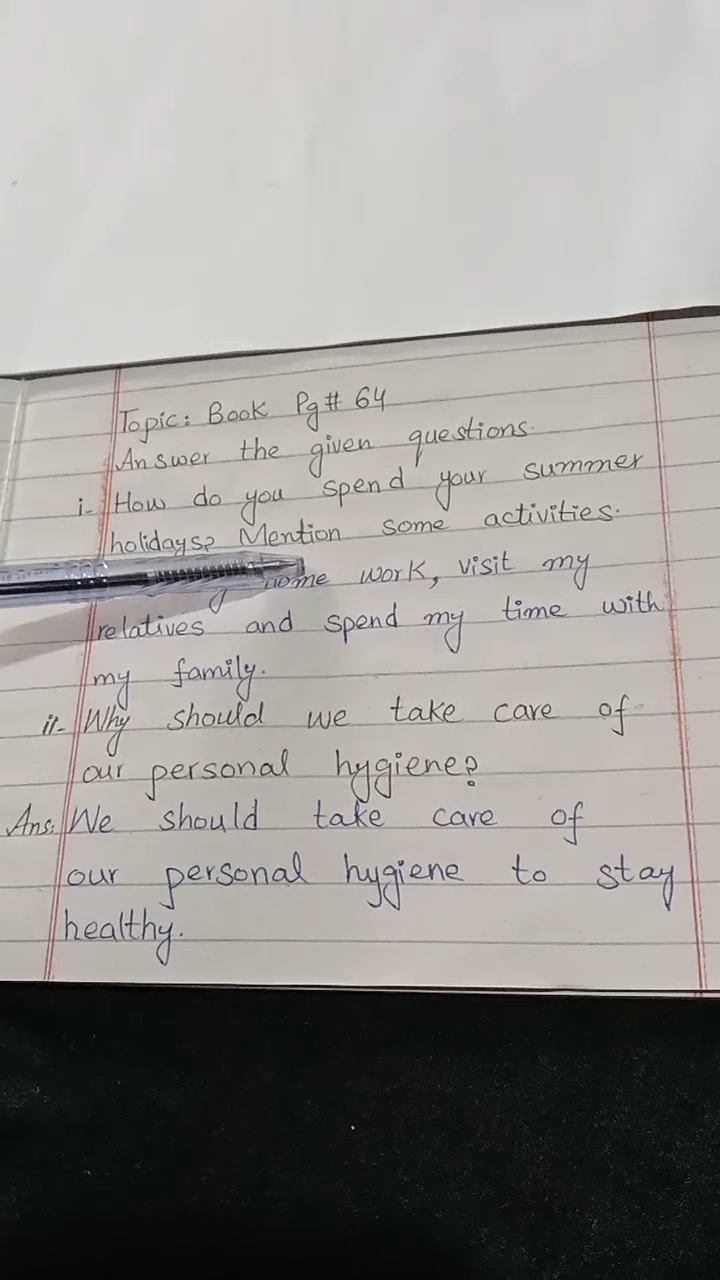 Topic: Book Pg# 64
Answer the given questions.
i- How do you spend your summer
holidays? Mention some activities.
home work, visit my
relatives and spend my time with
my family.
ii- Why should we take care of
our personal hygiene?
Ans: We should take care of
our personal hygiene to stay
healthy.